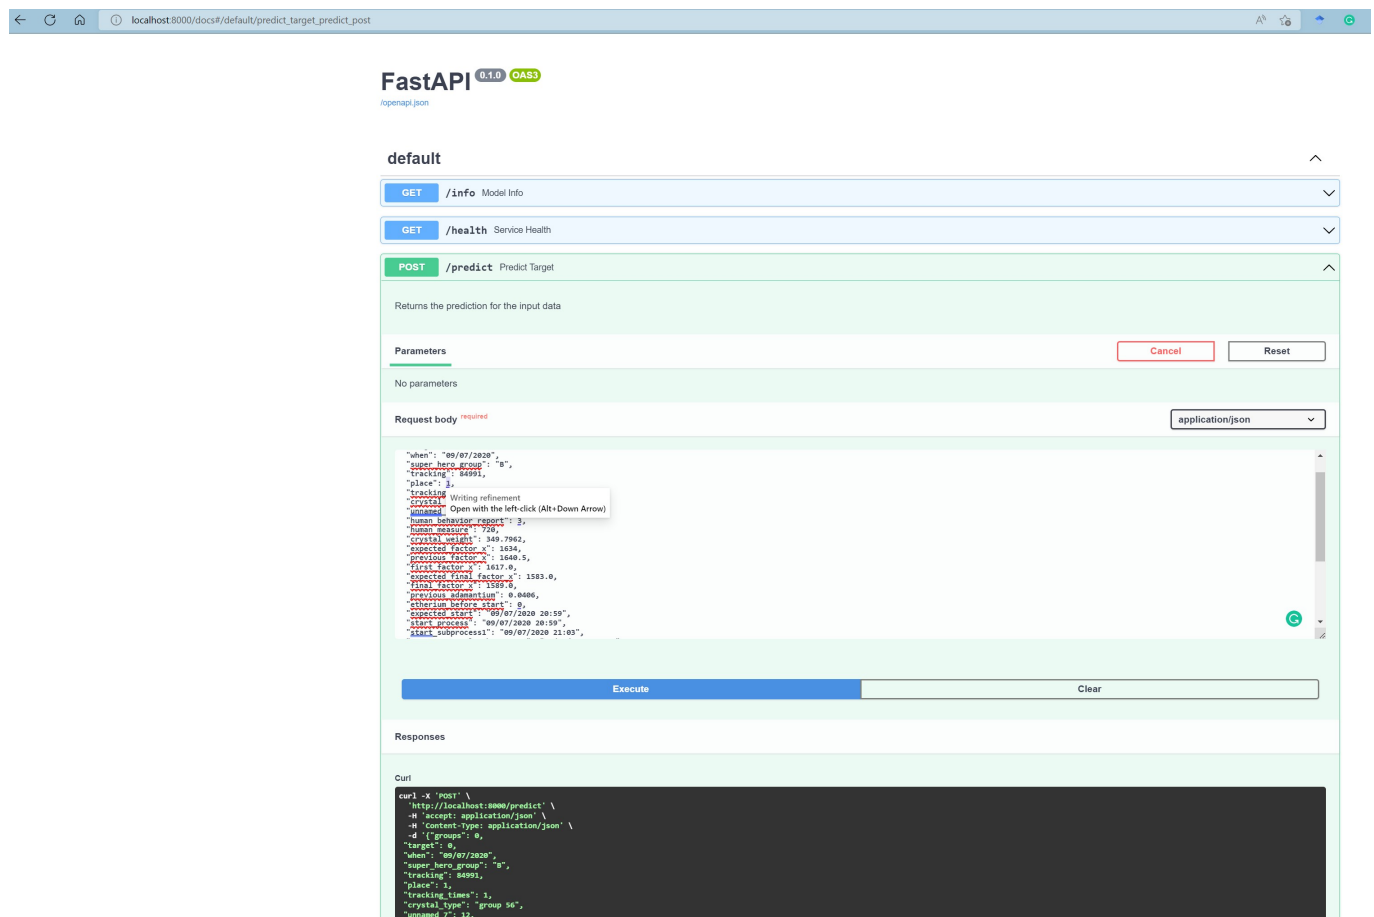 localhost:8000/docs#/default/predict_target_predict_post
FastAPI 0.1.0 OAS3
/openapi.json
default
GET /info Model Info
GET /health Service Health
POST /predict Predict Target
Returns the prediction for the input data
Parameters
Cancel
Reset
No parameters
Request body required
application/json
"when": "09/07/2020",
"super_hero_group": "B",
"tracking": 84991,
"place": 1,
"tracking
"crystal_
"unnamed_
Writing refinement
Open with the left-click (Alt+Down Arrow)
"human_behavior_report": 3,
"human_measure": 720,
"crystal_weight": 349.7962,
"expected_factor_x": 1634,
"previous_factor_x": 1640.5,
"first_factor_x": 1617.0,
"expected_final_factor_x": 1583.0,
"final_factor_x": 1589.0,
"previous_adamantium": 0.0406,
"etherium_before_start": 0,
"expected_start": "09/07/2020 20:59",
"start_process": "09/07/2020 20:59",
"start_subprocess1": "09/07/2020 21:03",
Execute
Clear
Responses
Curl
curl -X 'POST' \
'http://localhost:8000/predict' \
-H 'accept: application/json' \
-H 'Content-Type: application/json' \
-d '{"groups": 0,
"target": 0,
"when": "09/07/2020",
"super_hero_group": "B",
"tracking": 84991,
"place": 1,
"tracking_times": 1,
"crystal_type": "group 56",
"unnamed_7": 12,